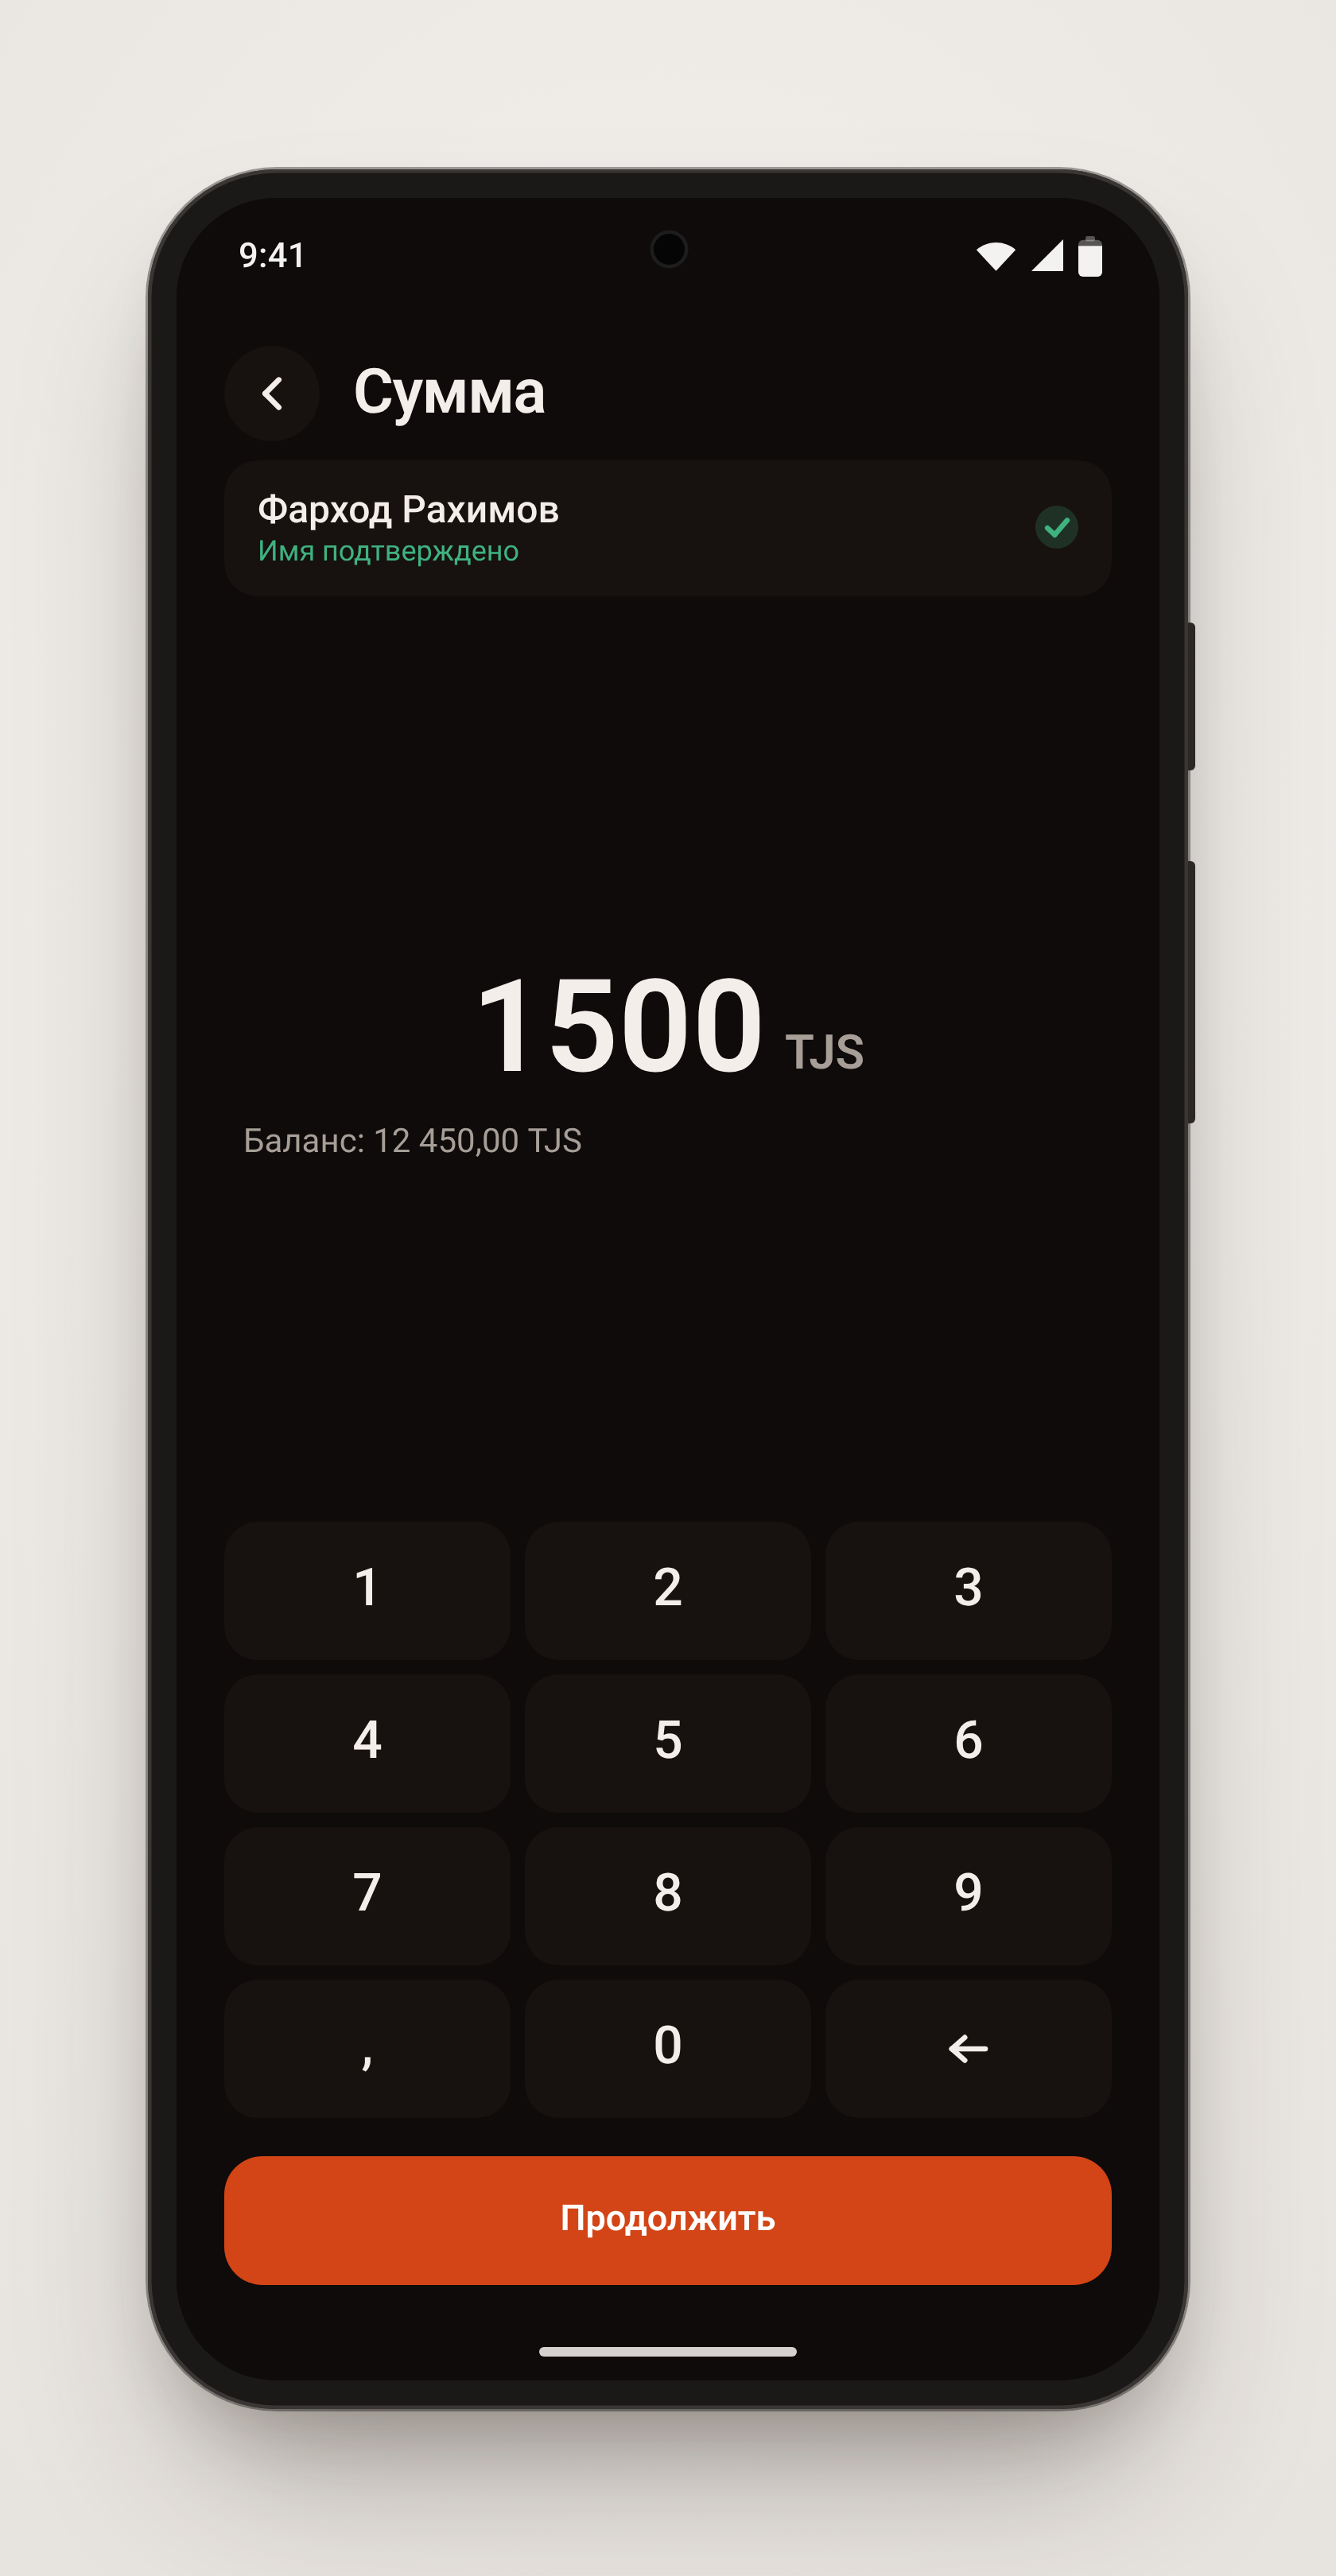 9:41
Сумма
Фарход Рахимов
Имя подтверждено
1500 TJS
Баланс: 12 450,00 TJS
1 2 3
4 5 6
7 8 9
, 0
Продолжить